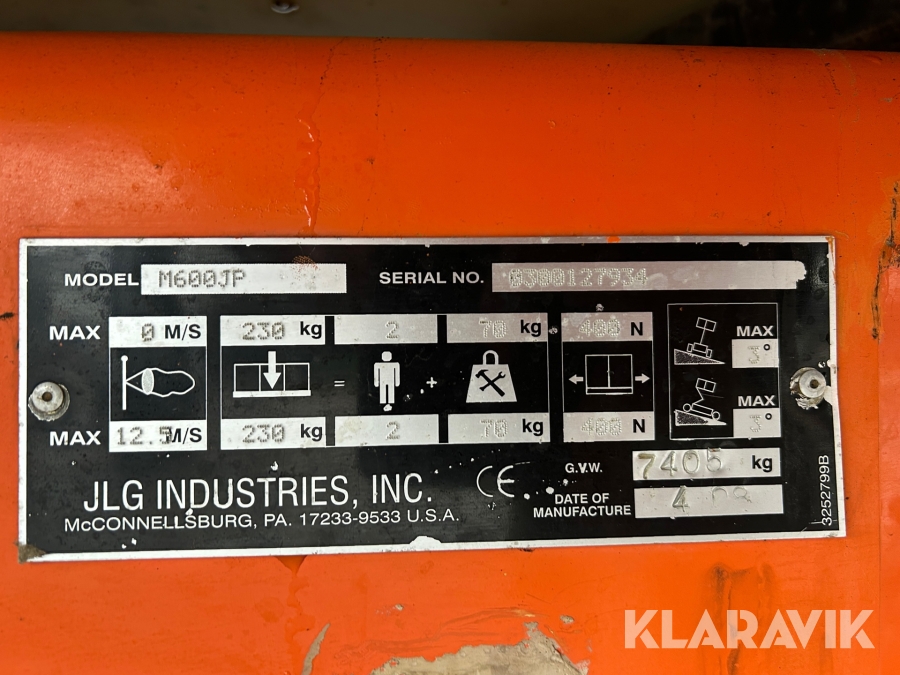 MODEL M600JP SERIAL NO. 0300127934
MAX 0 M/S 230 kg 2 70 kg 400 N MAX 3°
= +
MAX 12.5 M/S 230 kg 2 70 kg 400 N MAX 3°
JLG INDUSTRIES, INC. CE G.V.W. 7405 kg
McCONNELLSBURG, PA. 17233-9533 U.S.A. DATE OF MANUFACTURE 4
3252799B
KLARAVIK